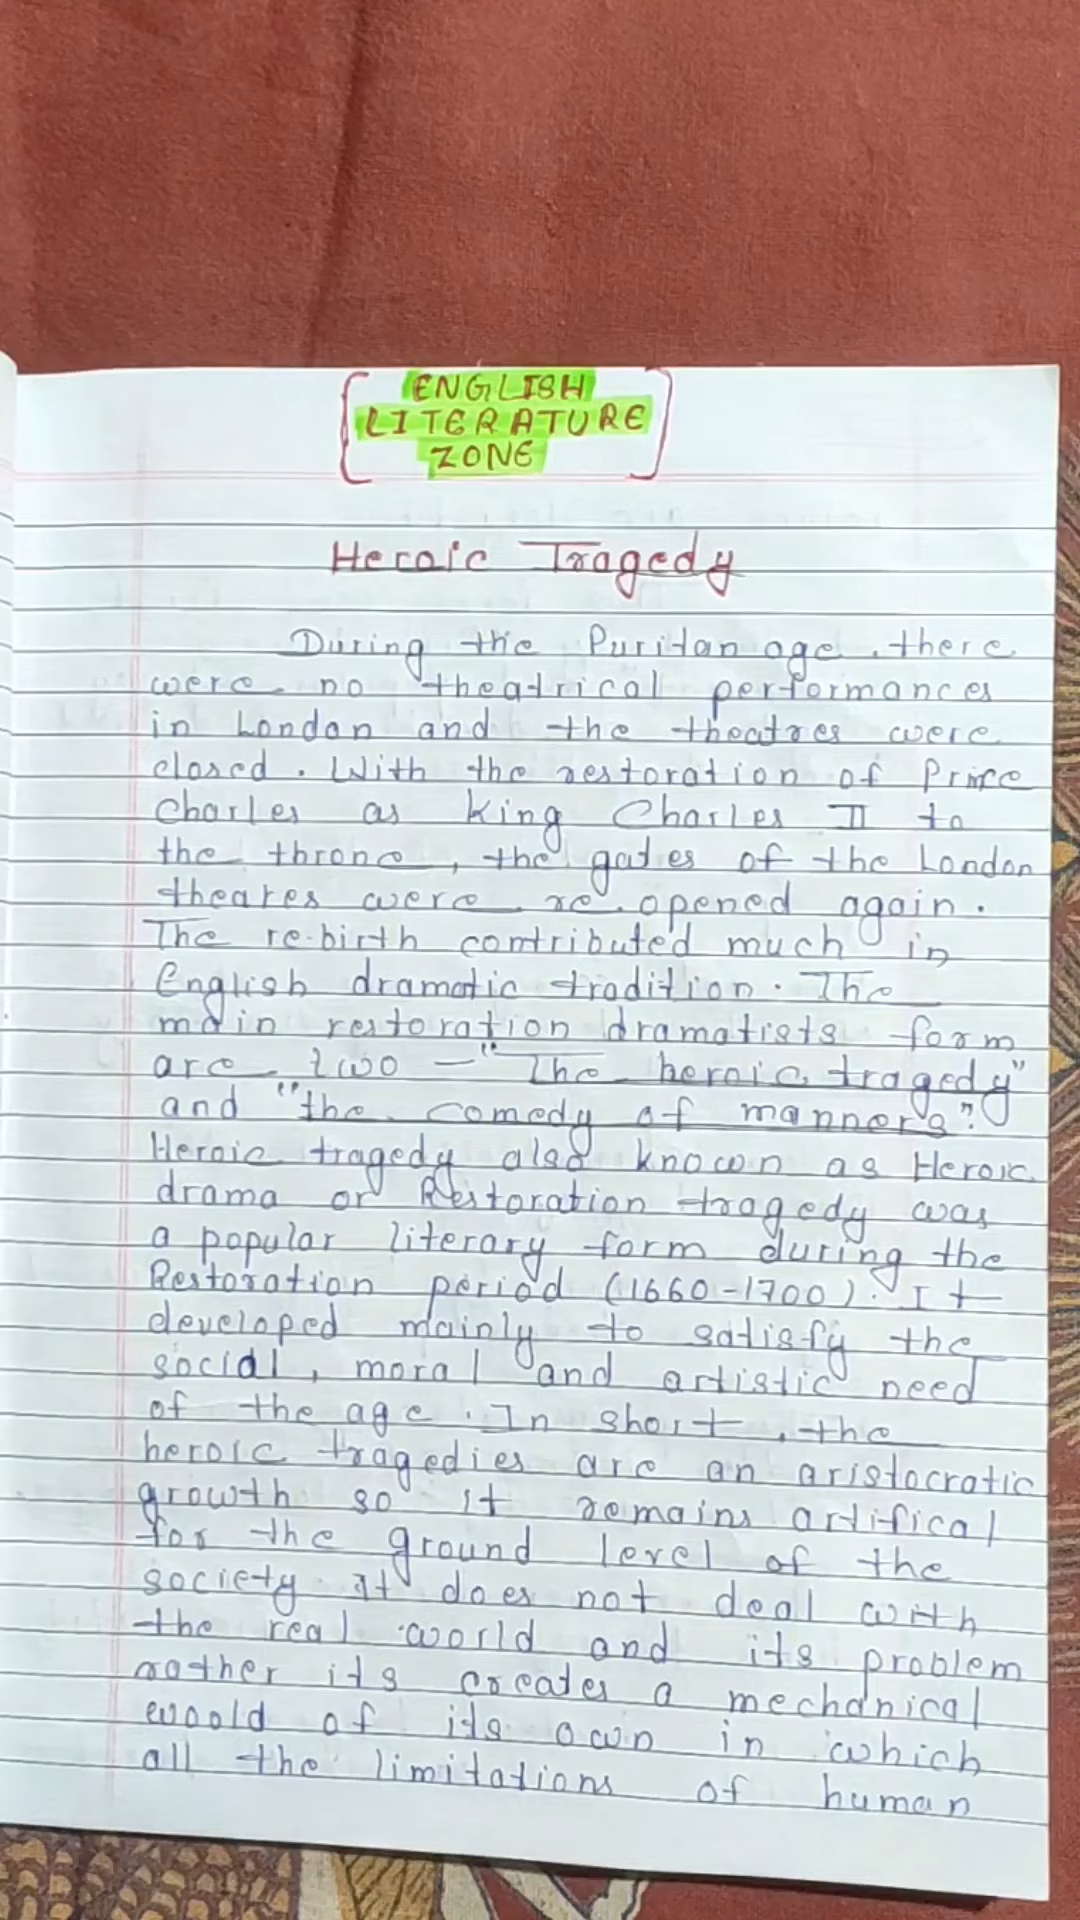 ENGLISH
LITERATURE
ZONE
Heroic Tragedy
During the Puritan age, there
were no theatrical performances
in London and the theatres were
closed. With the restoration of Prince
Charles as King Charles II to
the throne, the gates of the London
theares were re.opened again.
The re-birth contributed much in
English dramatic tradition. The
main restoration dramatists form
are two - "The heroic tragedy"
and "the comedy of manners".
Heroic tragedy also known as Heroic
drama or Restoration tragedy was
a popular literary form during the
Restoration period (1660-1700). It
developed mainly to satisfy the
social, moral and artistic need
of the age. In short, the
heroic tragedies are an aristocratic
growth so it remains artifical
for the ground level of the
society. It does not deal with
the real world and its problem
rather its creates a mechanical
woold of its own in which
all the limitations of human